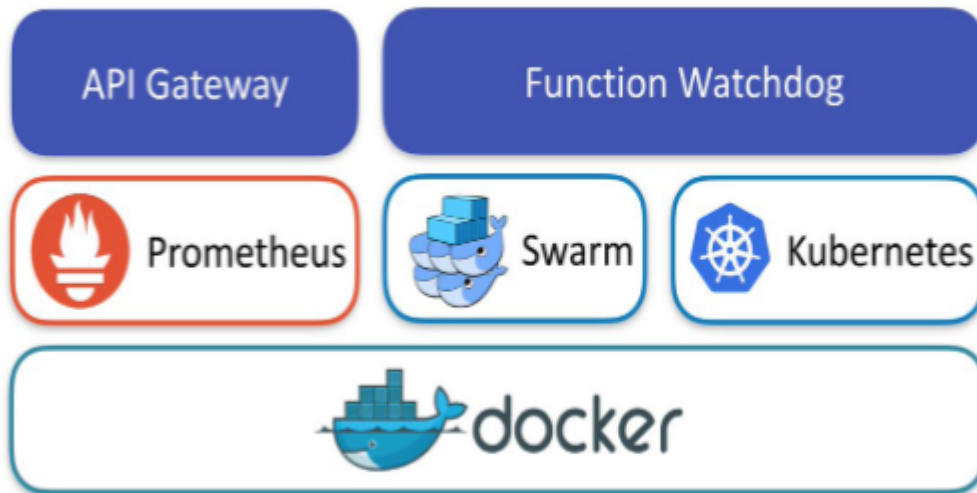 API Gateway
Function Watchdog
Prometheus
Swarm
Kubernetes
docker